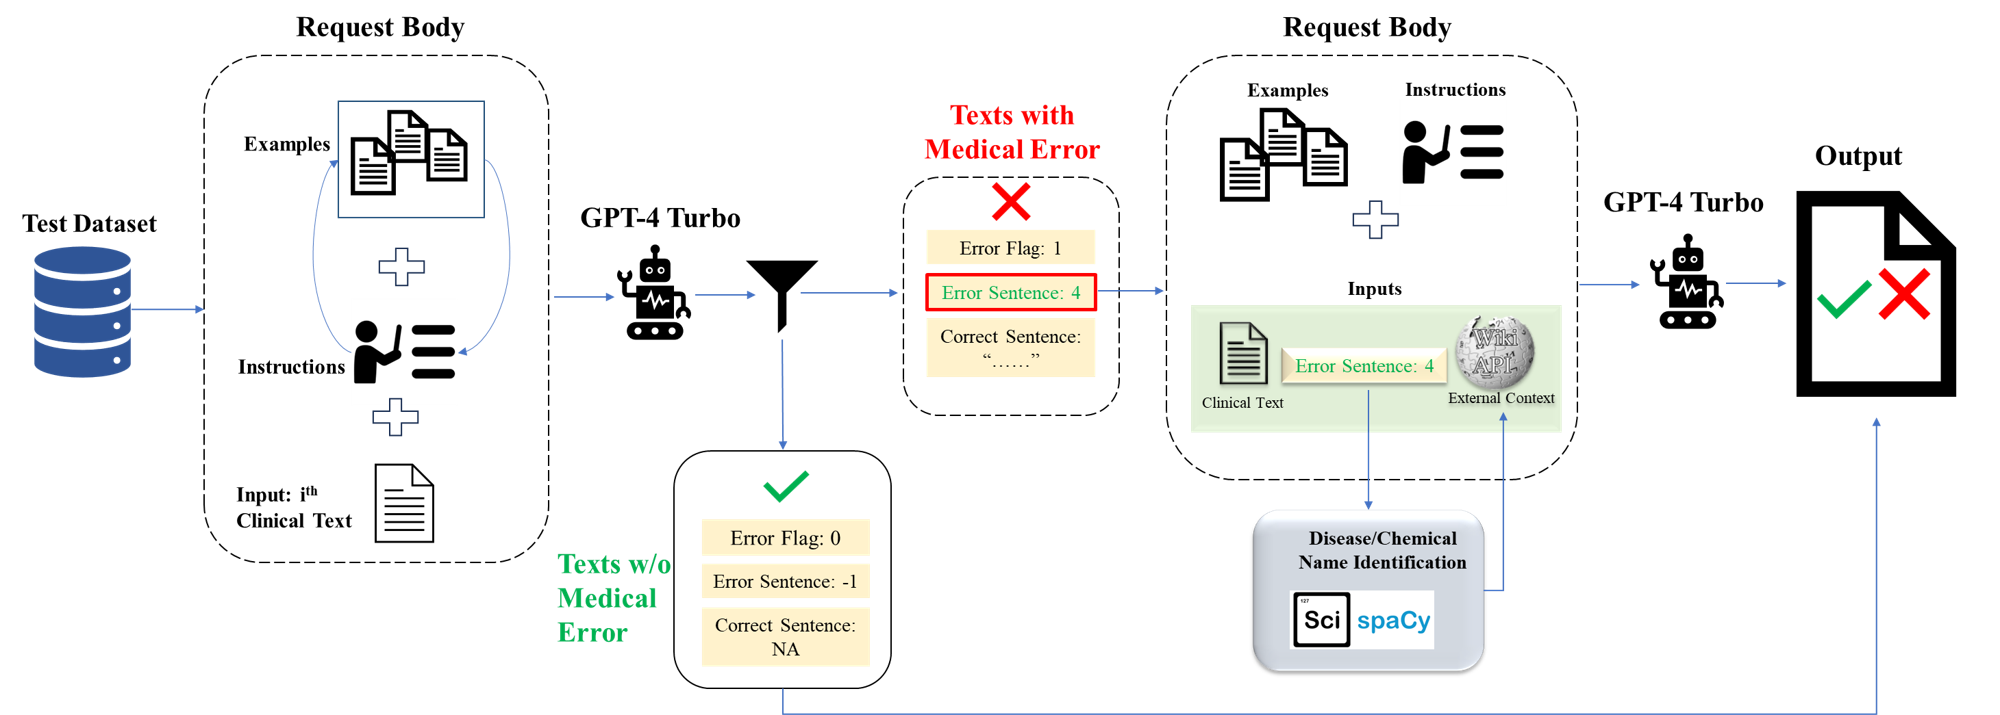 Request Body
Examples
Instructions
Input: iᵗʰ
Clinical Text
Test Dataset
GPT-4 Turbo
Texts with
Medical Error
Error Flag: 1
Error Sentence: 4
Correct Sentence:
“……”
Texts w/o
Medical
Error
Error Flag: 0
Error Sentence: -1
Correct Sentence:
NA
Request Body
Examples
Instructions
Inputs
Clinical Text
Error Sentence: 4
Wiki
API
External Context
Disease/Chemical
Name Identification
127
Sci spaCy
GPT-4 Turbo
Output